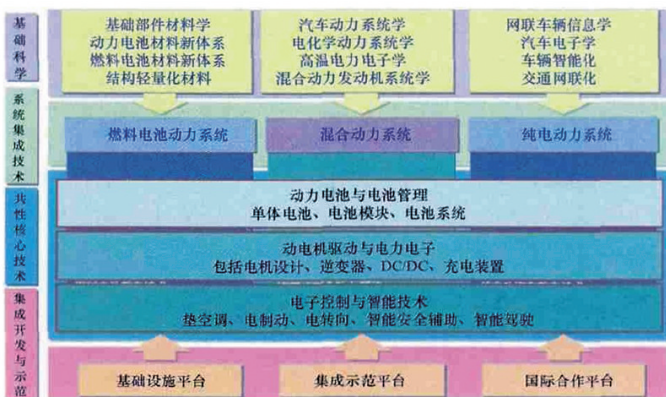 基础科学
基础部件材料学
动力电池材料新体系
燃料电池材料新体系
结构轻量化材料
汽车动力系统学
电化学动力系统学
高温电力电子学
混合动力发动机系统学
网联车辆信息学
汽车电子学
车辆智能化
交通网联化
系统集成技术
燃料电池动力系统
混合动力系统
纯电动力系统
共性核心技术
动力电池与电池管理
单体电池、电池模块、电池系统
动电机驱动与电力电子
包括电机设计、逆变器、DC/DC、充电装置
电子控制与智能技术
垫空调、电制动、电转向、智能安全辅助、智能驾驶
集成开发与示范
基础设施平台
集成示范平台
国际合作平台